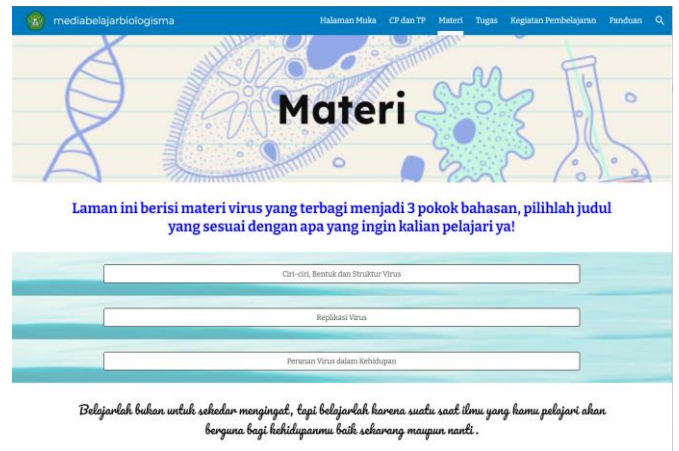 mediabelajarbiologisma
Halaman Muka CP dan TP Materi Tugas Kegiatan Pembelajaran Panduan
Materi
Laman ini berisi materi virus yang terbagi menjadi 3 pokok bahasan, pilihlah judul
yang sesuai dengan apa yang ingin kalian pelajari ya!
Ciri-ciri, Bentuk dan Struktur Virus
Replikasi Virus
Peranan Virus dalam Kehidupan
Belajarlah bukan untuk sekedar mengingat, tapi belajarlah karena suatu saat ilmu yang kamu pelajari akan
berguna bagi kehidupanmu baik sekarang maupun nanti.